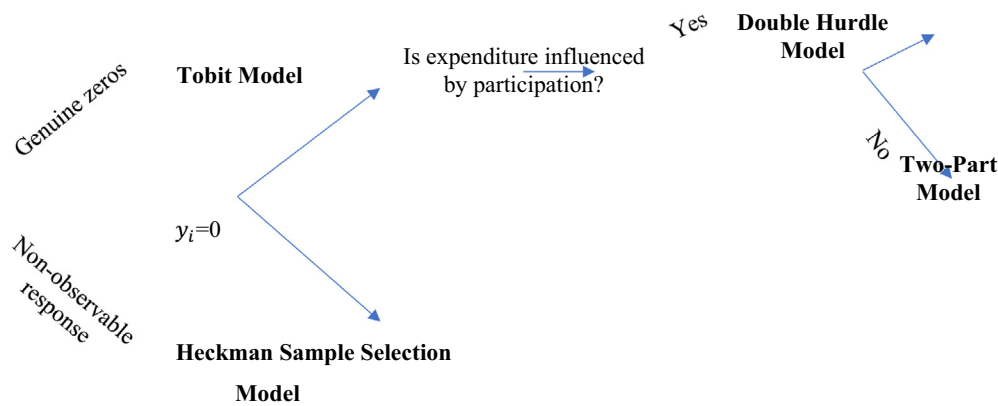 Genuine zeros
Tobit Model
Is expenditure influenced
by participation?
Yes
Double Hurdle
Model
No
Two-Part
Model
𝑦𝑖=0
Non-observable
response
Heckman Sample Selection
Model